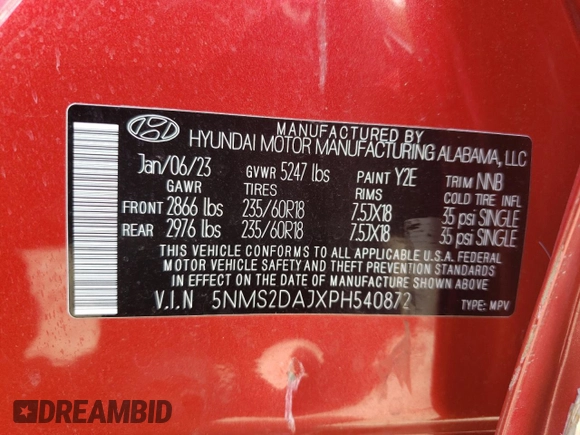 MANUFACTURED BY
HYUNDAI MOTOR MANUFACTURING ALABAMA, LLC
Jan/06/23 GVWR 5247 lbs PAINT Y2E TRIM NNB
GAWR TIRES RIMS COLD TIRE INFL
FRONT 2866 lbs 235/60R18 7.5JX18 35 psi SINGLE
REAR 2976 lbs 235/60R18 7.5JX18 35 psi SINGLE
THIS VEHICLE CONFORMS TO ALL APPLICABLE U.S.A. FEDERAL
MOTOR VEHICLE SAFETY AND THEFT PREVENTION STANDARDS
IN EFFECT ON THE DATE OF MANUFACTURE SHOWN ABOVE
V.I.N 5NMS2DAJXPH540872 TYPE: MPV
DREAMBID